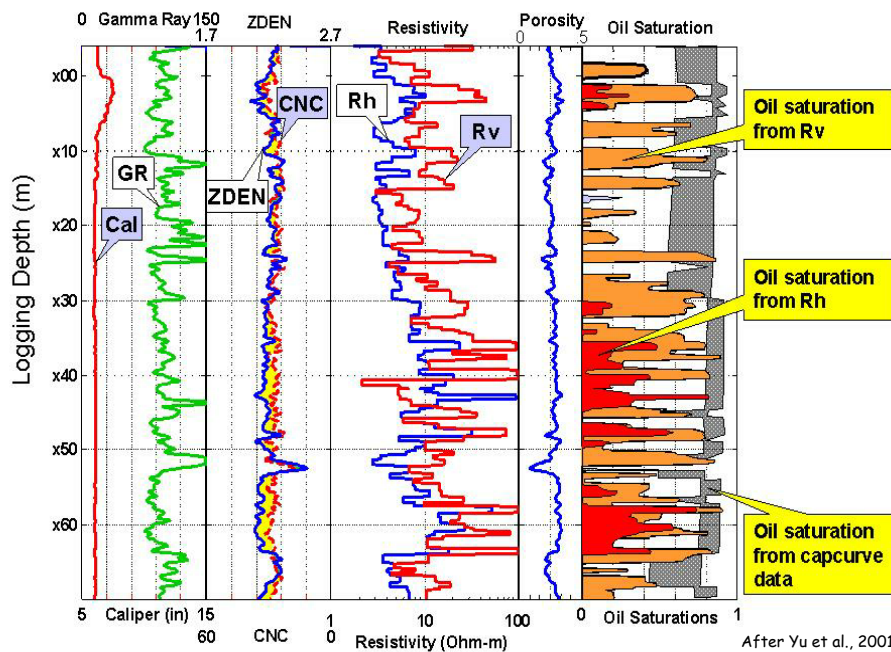 0 Gamma Ray 150
1.7 ZDEN 2.7
Resistivity
Porosity
0 .5
Oil Saturation
Logging Depth (m)
x00
x10
x20
x30
x40
x50
x60
GR
Cal
CNC
ZDEN
Rh
Rv
Oil saturation
from Rv
Oil saturation
from Rh
Oil saturation
from capcurve
data
5 Caliper (in) 15
60 CNC 0
1 10 100
Resistivity (Ohm-m)
0 1
Oil Saturations
After Yu et al., 2001